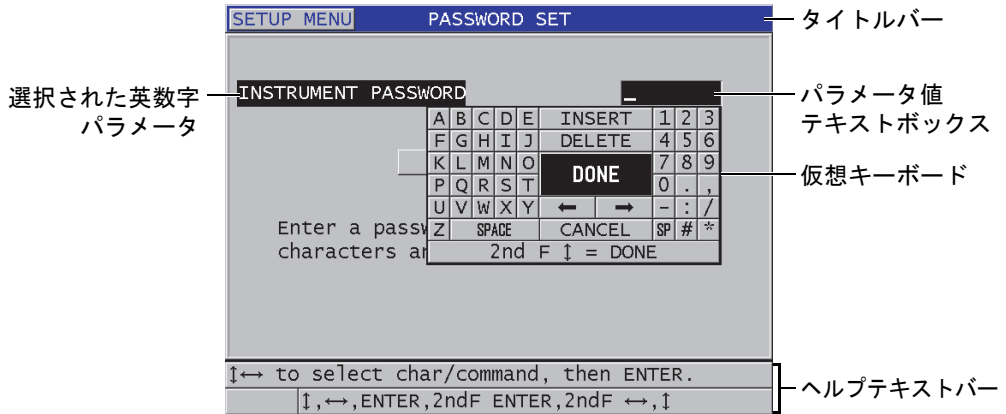 SETUP MENU PASSWORD SET
タイトルバー
選択された英数字
パラメータ
INSTRUMENT PASSWORD _
パラメータ値
テキストボックス
A B C D E INSERT 1 2 3
F G H I J DELETE 4 5 6
K L M N O DONE 7 8 9
P Q R S T 0 . ,
仮想キーボード
U V W X Y ← → - : /
Z SPACE CANCEL SP # *
2nd F ↕ = DONE
Enter a passw
characters ar
↕↔ to select char/command, then ENTER.
↕,↔,ENTER,2ndF ENTER,2ndF ↔,↕
ヘルプテキストバー